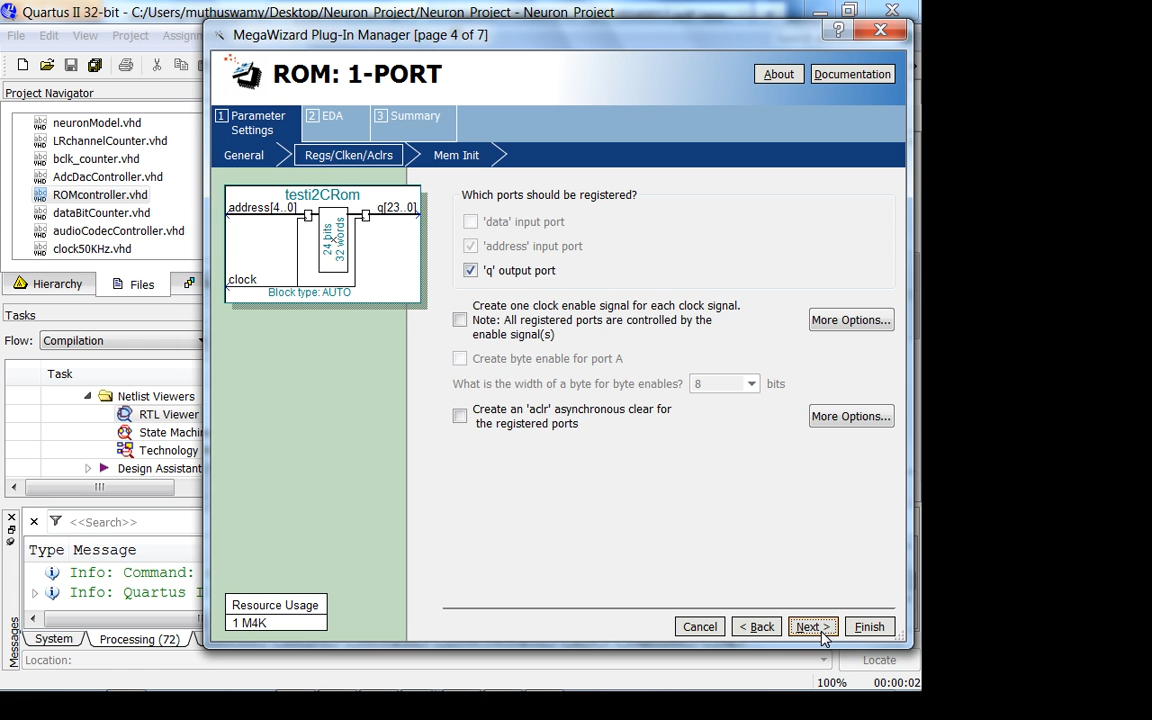 Quartus II 32-bit - C:/Users/muthuswamy/Desktop/Neuron_Project/Neuron_Project - Neuron_Project
File Edit View Project Assignm
MegaWizard Plug-In Manager [page 4 of 7]
ROM: 1-PORT
About
Documentation
Project Navigator
neuronModel.vhd
LRchannelCounter.vhd
bclk_counter.vhd
AdcDacController.vhd
ROMcontroller.vhd
dataBitCounter.vhd
audioCodecController.vhd
clock50KHz.vhd
Hierarchy
Files
Tasks
Flow: Compilation
Task
Netlist Viewers
RTL Viewer
State Machi
Technology
Design Assistant
1 Parameter
Settings
2 EDA
3 Summary
General
Regs/Clken/Aclrs
Mem Init
testi2CRom
address[4..0]
q[23..0]
24 bits
32 words
clock
Block type: AUTO
Which ports should be registered?
'data' input port
'address' input port
'q' output port
Create one clock enable signal for each clock signal.
Note: All registered ports are controlled by the
enable signal(s)
More Options...
Create byte enable for port A
What is the width of a byte for byte enables? 8 bits
Create an 'aclr' asynchronous clear for
the registered ports
More Options...
Resource Usage
1 M4K
Cancel
< Back
Next >
Finish
<<Search>>
Type Message
Info: Command:
Info: Quartus I
System
Processing (72)
Messages
Location:
Locate
100%
00:00:02